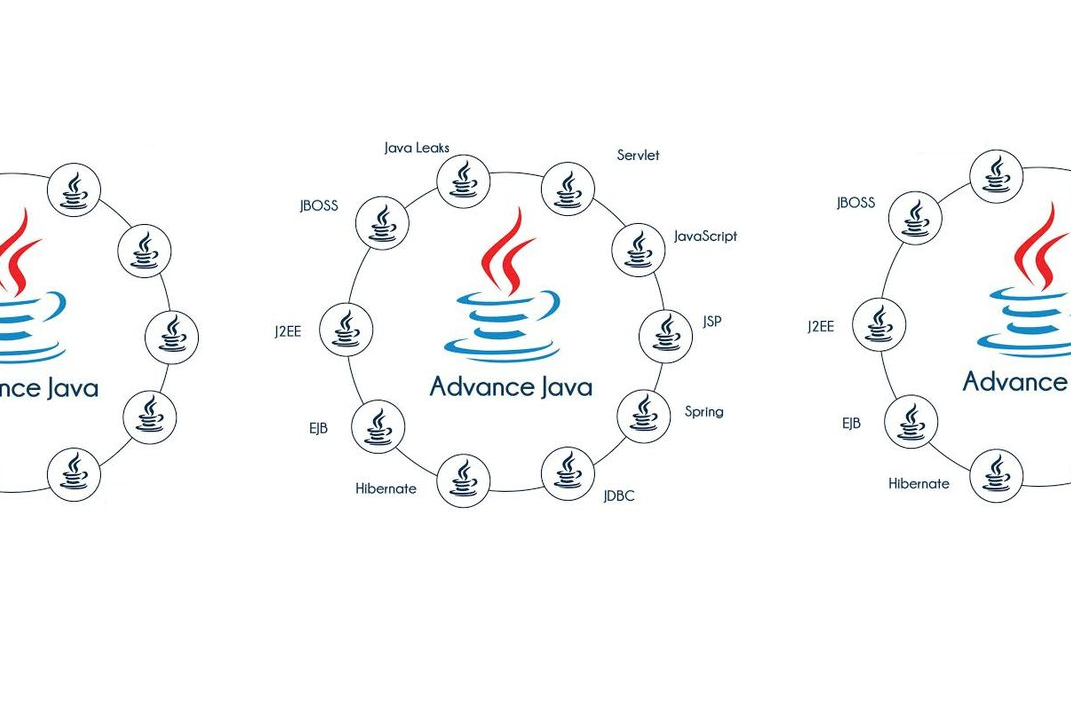 nce Java
Java Leaks
Servlet
JBOSS
JavaScript
J2EE
JSP
Advance Java
EJB
Spring
Hibernate
JDBC
JBOSS
J2EE
Advance
EJB
Hibernate